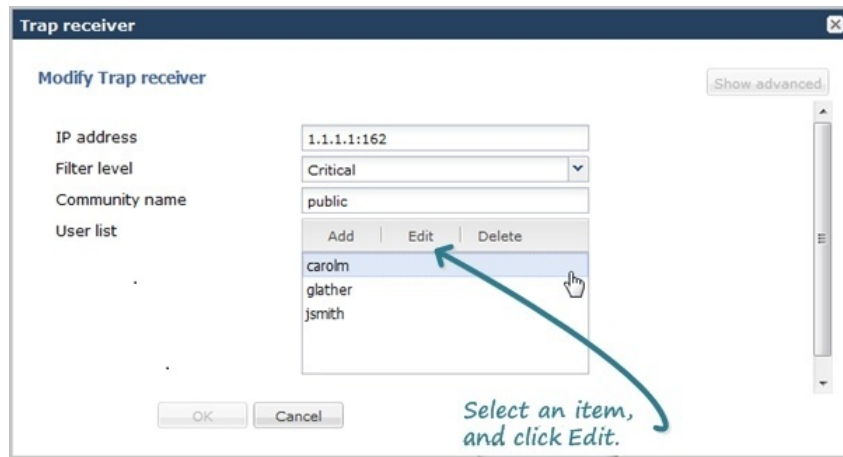 Trap receiver
Modify Trap receiver
Show advanced
IP address
1.1.1.1:162
Filter level
Critical
Community name
public
User list
Add | Edit | Delete
carolm
glather
jsmith
OK
Cancel
Select an item,
and click Edit.